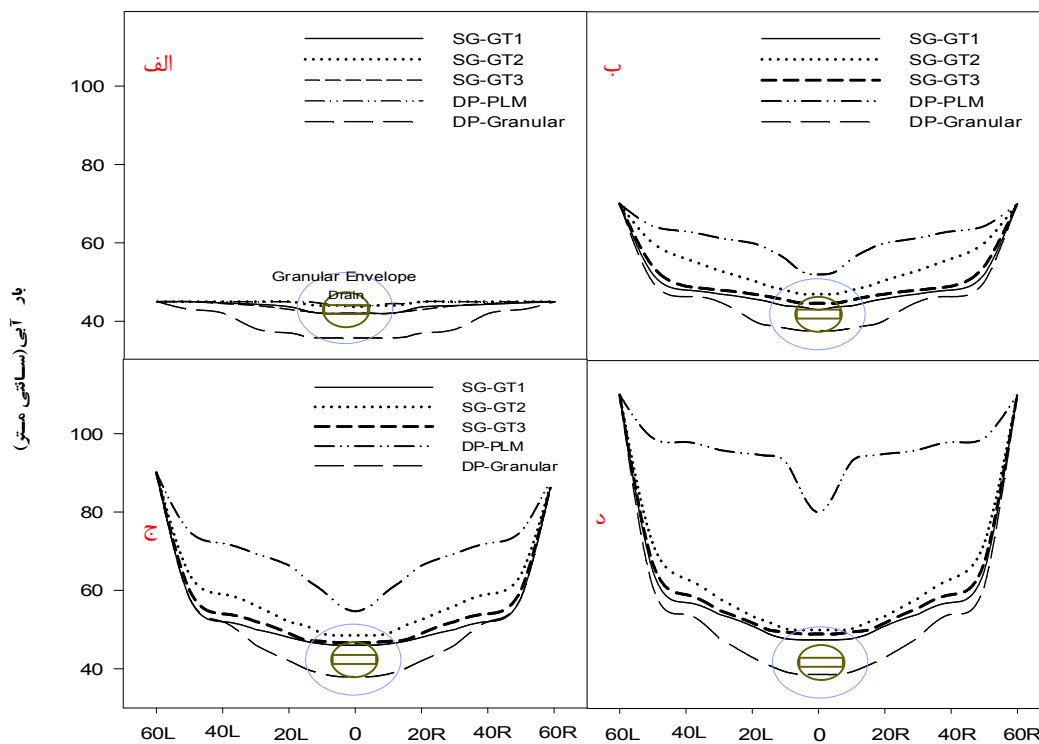 الف
SG-GT1
SG-GT2
SG-GT3
DP-PLM
DP-Granular
Granular Envelope
Drain
100
80
60
40
ب
SG-GT1
SG-GT2
SG-GT3
DP-PLM
DP-Granular
بار آبی (سانتی متر)
ج
SG-GT1
SG-GT2
SG-GT3
DP-PLM
DP-Granular
100
80
60
40
د
60L 40L 20L 0 20R 40R 60R
60L 40L 20L 0 20R 40R 60R